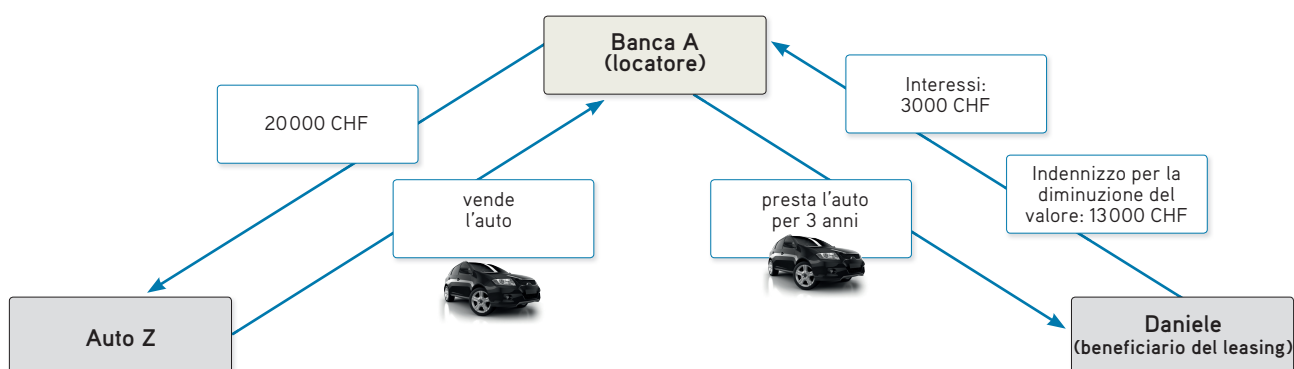 Banca A
(locatore)
20000 CHF
Interessi:
3000 CHF
vende
l'auto
presta l'auto
per 3 anni
Indennizzo per la
diminuzione del
valore: 13000 CHF
Auto Z
Daniele
(beneficiario del leasing)